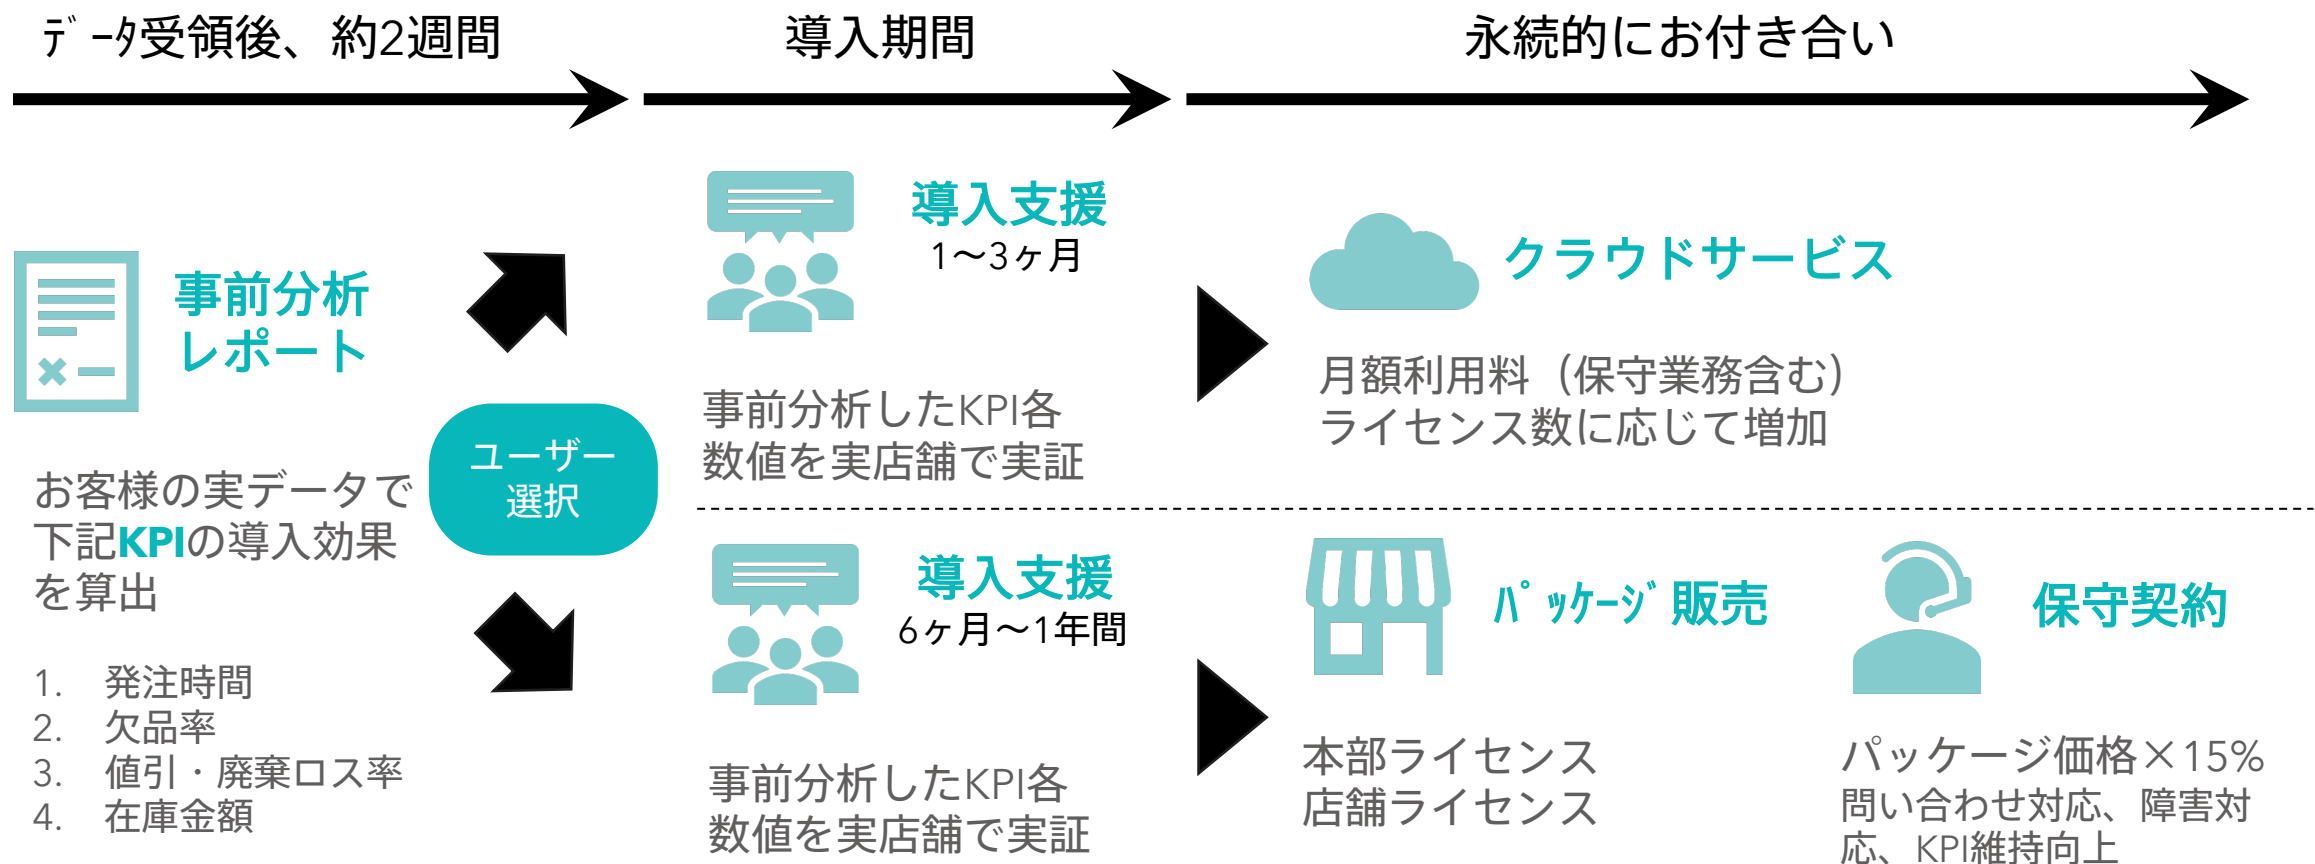 ﾃﾞｰﾀ受領後、約2週間
導入期間
永続的にお付き合い
事前分析
レポート
お客様の実データで
下記KPIの導入効果
を算出
1. 発注時間
2. 欠品率
3. 値引・廃棄ロス率
4. 在庫金額
ユーザー
選択
導入支援
1〜3ヶ月
事前分析したKPI各
数値を実店舗で実証
クラウドサービス
月額利用料（保守業務含む）
ライセンス数に応じて増加
導入支援
6ヶ月〜1年間
事前分析したKPI各
数値を実店舗で実証
ﾊﾟｯｹｰｼﾞ販売
本部ライセンス
店舗ライセンス
保守契約
パッケージ価格×15%
問い合わせ対応、障害対
応、KPI維持向上